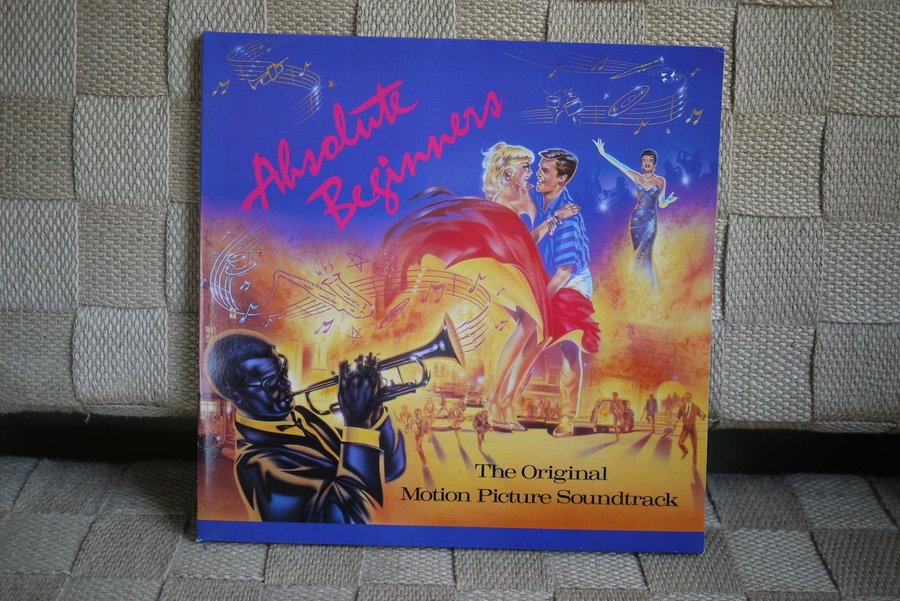 Absolute
Beginners
The Original
Motion Picture Soundtrack